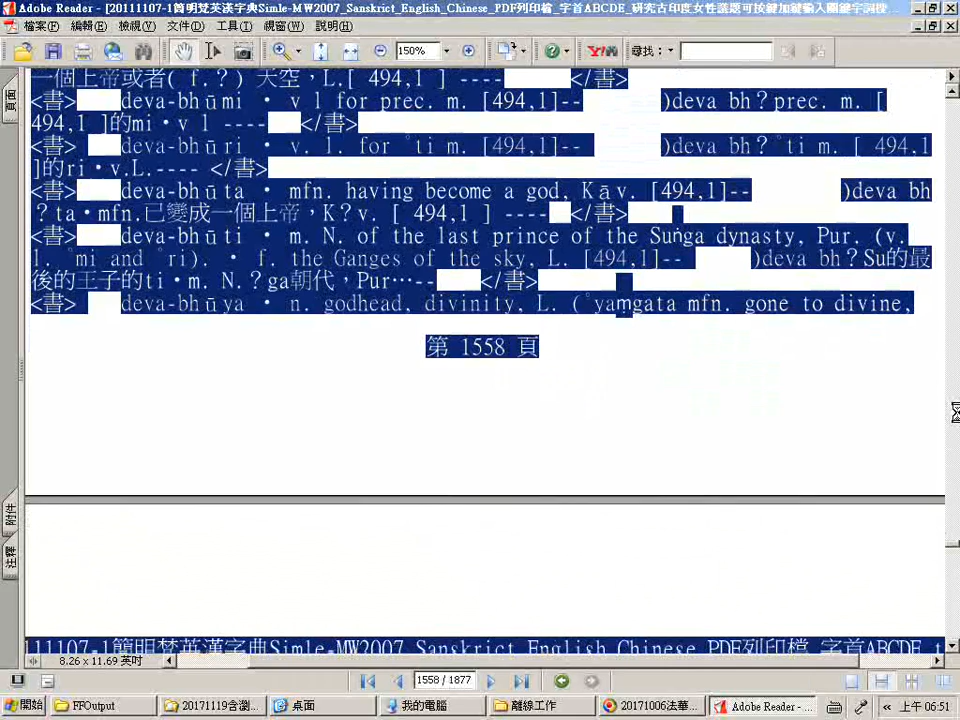 Adobe Reader - [20111107-1簡明梵英漢字典Simle-MW2007_Sanskrict_English_Chinese_PDF列印檔_字首ABCDE_研究古印度女性議題可按加鍵輸入關鍵字詞搜
檔案(F) 編輯(E) 檢視(V) 文件(D) 工具(T) 視窗(W) 說明(H)
150% 尋找：
頁面
一個上帝或者( f.？) 天空，L.[ 494,1 ] ---- </書>
<書> deva-bhūmi • v l for prec. m. [494,1]-- )deva bh？prec. m. [
494,1 ]的mi•v l ---- </書>
<書> deva-bhūri • v. l. for °ti m. [494,1]-- )deva bh？°ti m. [ 494,1
]的ri•v.L.---- </書>
<書> deva-bhūta • mfn. having become a god, Kāv. [494,1]-- )deva bh
？ta•mfn.已變成一個上帝，K？v. [ 494,1 ] ---- </書>
<書> deva-bhūti • m. N. of the last prince of the Suṅga dynasty, Pur. (v.
l. °mi and °ri). • f. the Ganges of the sky, L. [494,1]-- )deva bh？Su的最
後的王子的ti•m. N.？ga朝代，Pur…-- </書>
<書> deva-bhūya • n. godhead, divinity, L. (°yaṃgata mfn. gone to divine,
第 1558 頁
附件
註釋
111107-1簡明梵英漢字典Simle-MW2007_Sanskrict_English_Chinese_PDF列印檔_字首ABCDE_t
8.26 x 11.69 英吋
1558 / 1877
開始 FFOutput 20171119含瀏... 桌面 我的電腦 離線工作 20171006法華... Adobe Reader - ... 上午 06:51